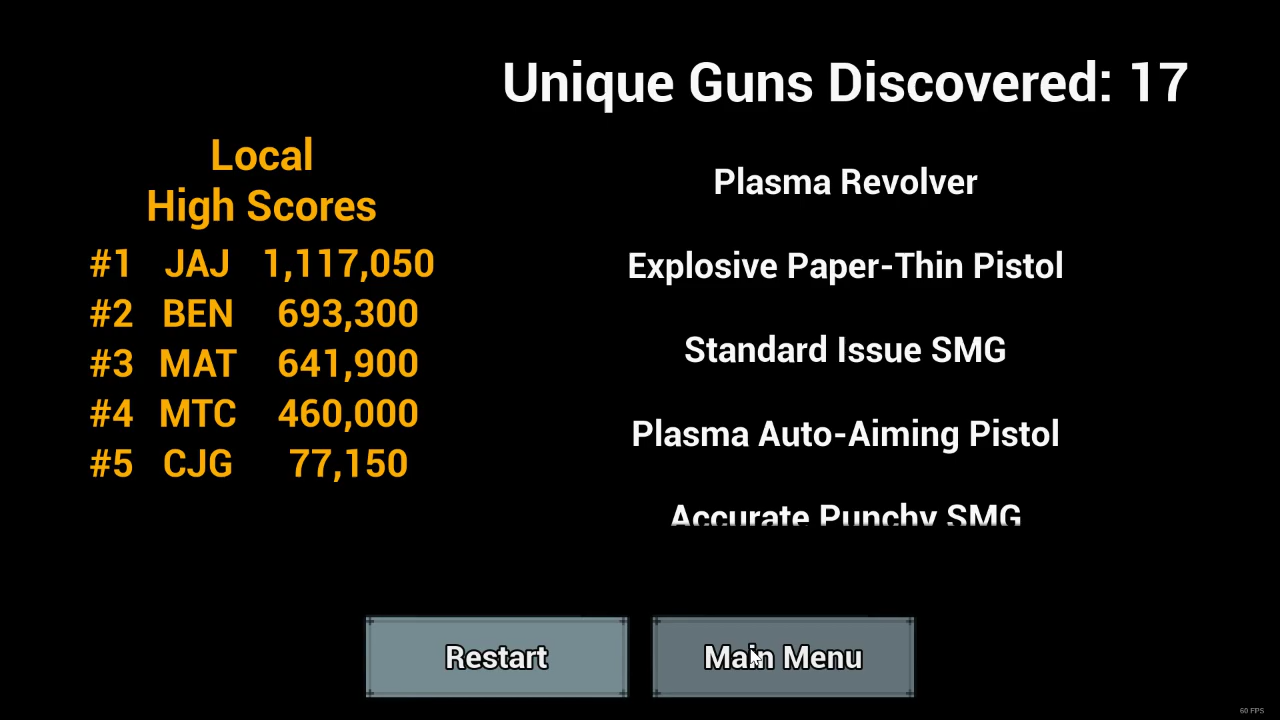 Unique Guns Discovered: 17
Local
High Scores
#1 JAJ 1,117,050
#2 BEN 693,300
#3 MAT 641,900
#4 MTC 460,000
#5 CJG 77,150
Plasma Revolver
Explosive Paper-Thin Pistol
Standard Issue SMG
Plasma Auto-Aiming Pistol
Accurate Punchy SMG
Restart
Main Menu
60 FPS